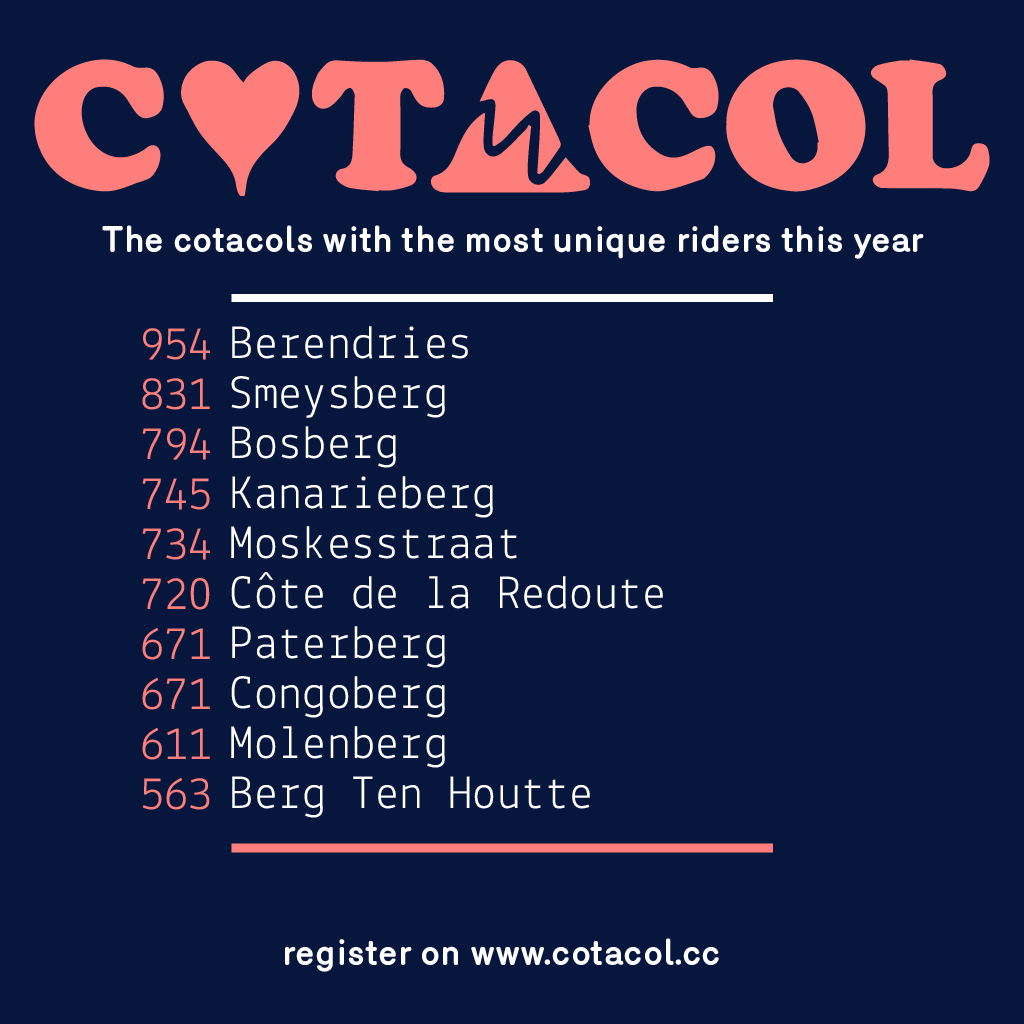 COTACOL
The cotacols with the most unique riders this year
954 Berendries
831 Smeysberg
794 Bosberg
745 Kanarieberg
734 Moskesstraat
720 Côte de la Redoute
671 Paterberg
671 Congoberg
611 Molenberg
563 Berg Ten Houtte
register on www.cotacol.cc